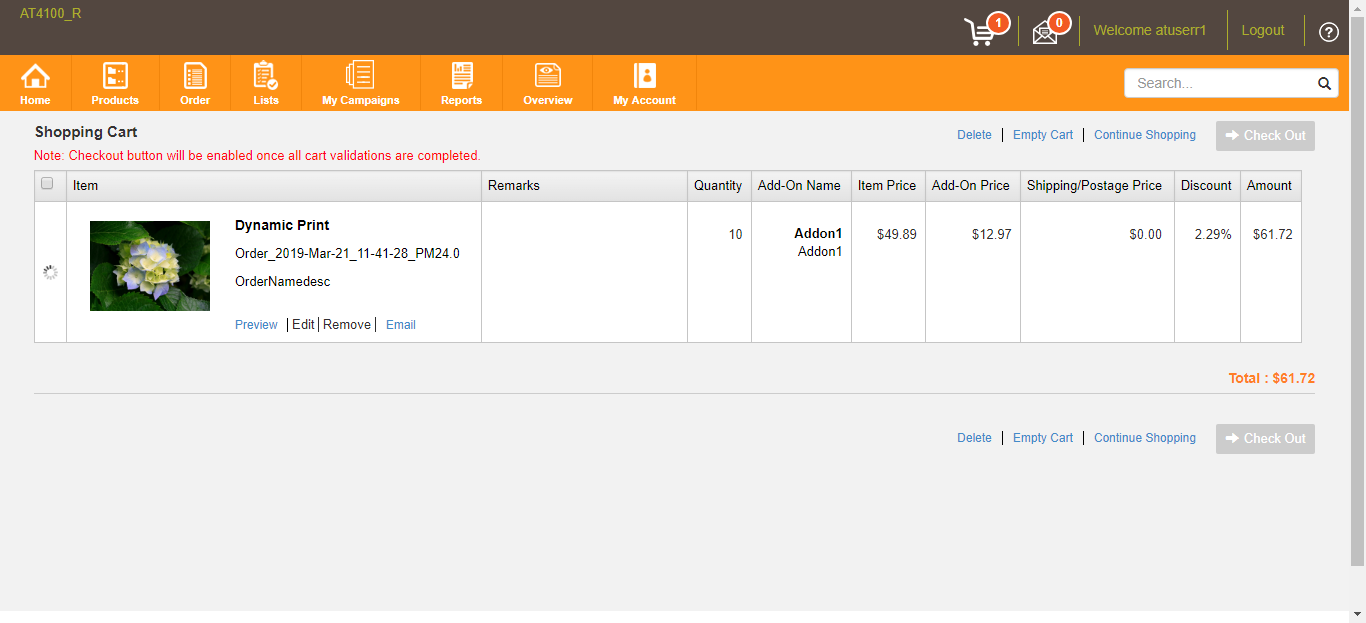 AT4100_R
1
0
Welcome atuserr1
Logout
?
Home
Products
Order
Lists
My Campaigns
Reports
Overview
My Account
Search...
Shopping Cart
Delete
Empty Cart
Continue Shopping
Check Out
Note: Checkout button will be enabled once all cart validations are completed.
Item
Remarks
Quantity
Add-On Name
Item Price
Add-On Price
Shipping/Postage Price
Discount
Amount
Dynamic Print
Order_2019-Mar-21_11-41-28_PM24.0
OrderNamedesc
Preview | Edit | Remove | Email
10
Addon1
Addon1
$49.89
$12.97
$0.00
2.29%
$61.72
Total : $61.72
Delete
Empty Cart
Continue Shopping
Check Out